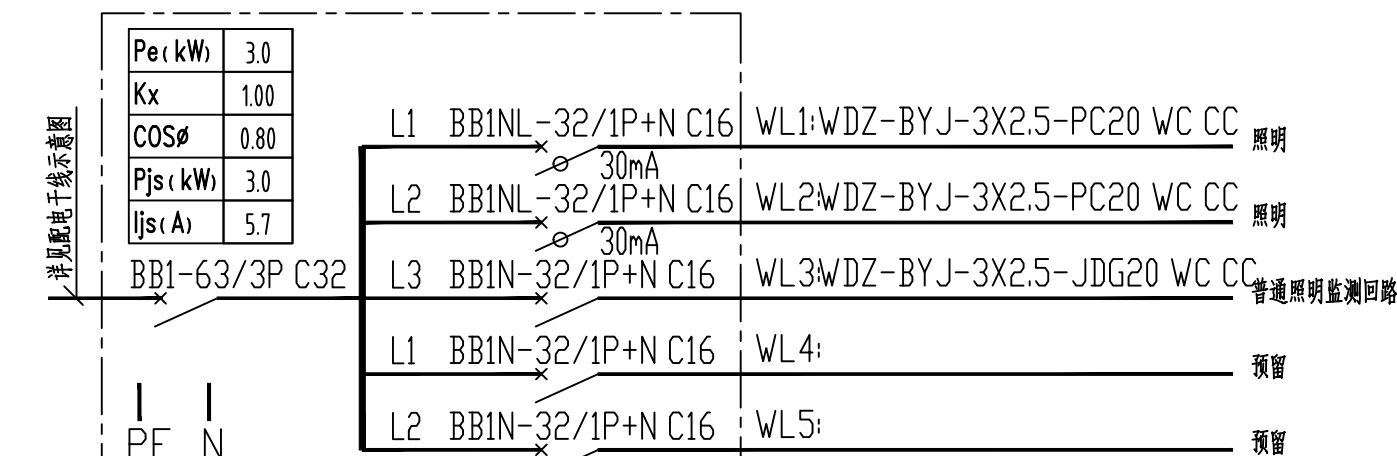 Pe(kW) 3.0
Kx 1.00
COSø 0.80
Pjs(kW) 3.0
Ijs(A) 5.7
详见配电干线示意图
BB1-63/3P C32
L1 BB1NL-32/1P+N C16 WL1:WDZ-BYJ-3X2.5-PC20 WC CC 照明
30mA
L2 BB1NL-32/1P+N C16 WL2:WDZ-BYJ-3X2.5-PC20 WC CC 照明
30mA
L3 BB1N-32/1P+N C16 WL3:WDZ-BYJ-3X2.5-JDG20 WC CC 普通照明监测回路
L1 BB1N-32/1P+N C16 WL4: 预留
L2 BB1N-32/1P+N C16 WL5: 预留
PE N